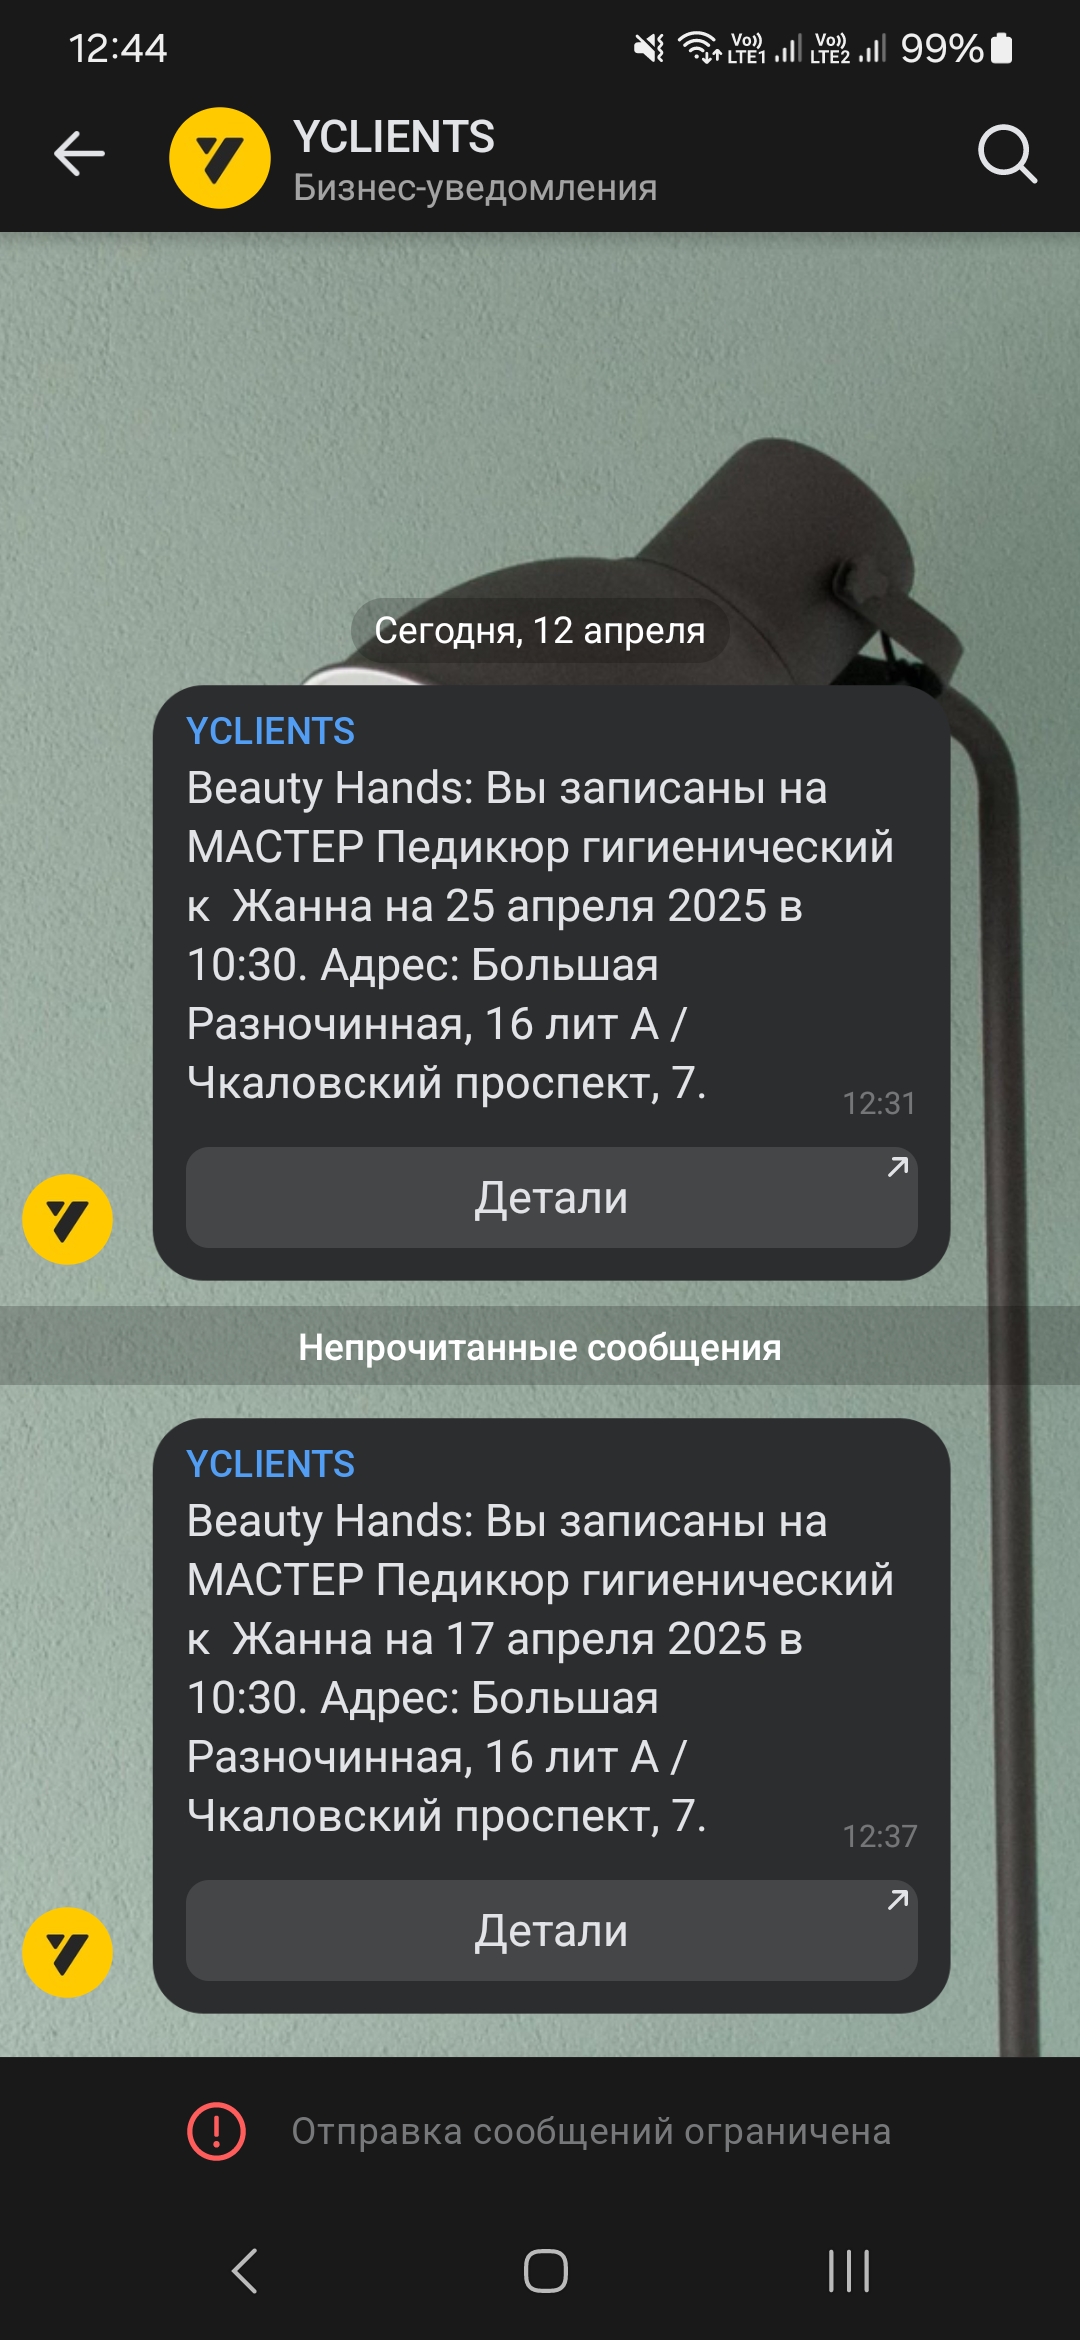 12:44
Vo)) LTE1 Vo)) LTE2 99%
YCLIENTS
Бизнес-уведомления
Сегодня, 12 апреля
YCLIENTS
Beauty Hands: Вы записаны на
МАСТЕР Педикюр гигиенический
к  Жанна на 25 апреля 2025 в
10:30. Адрес: Большая
Разночинная, 16 лит А /
Чкаловский проспект, 7.
12:31
Детали
Непрочитанные сообщения
YCLIENTS
Beauty Hands: Вы записаны на
МАСТЕР Педикюр гигиенический
к  Жанна на 17 апреля 2025 в
10:30. Адрес: Большая
Разночинная, 16 лит А /
Чкаловский проспект, 7.
12:37
Детали
Отправка сообщений ограничена